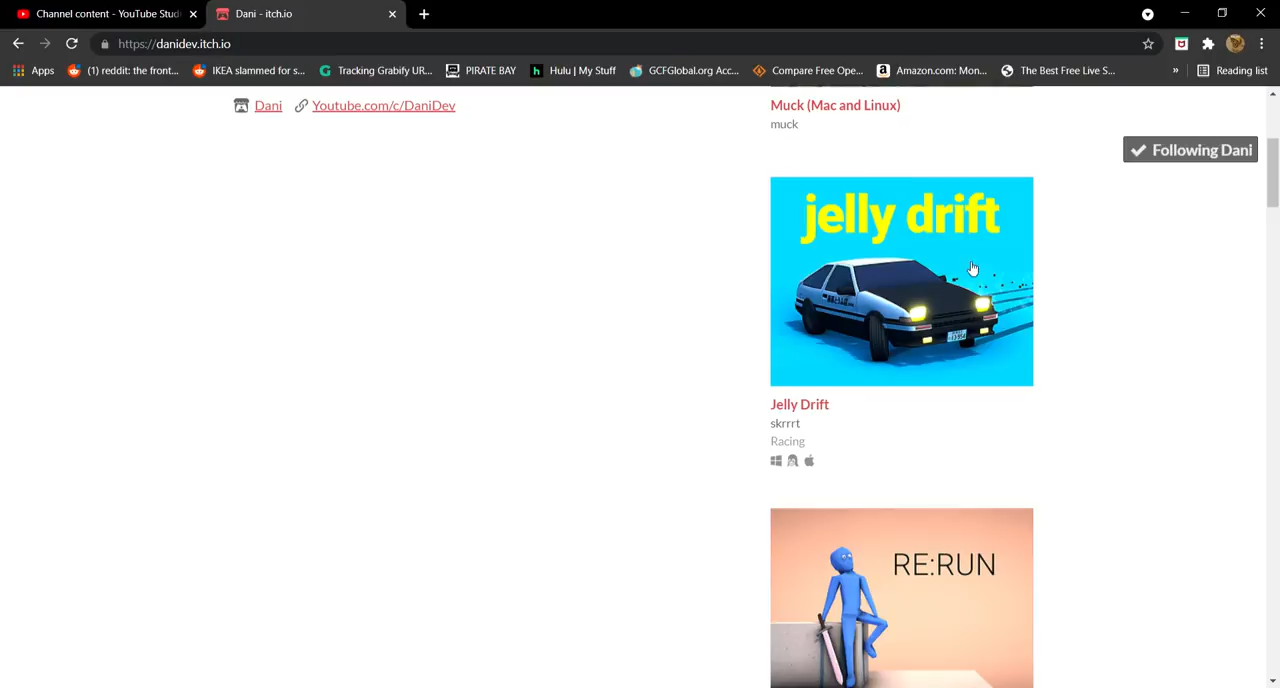 Channel content - YouTube Stud
Dani - itch.io
https://danidev.itch.io
Apps
(1) reddit: the front...
IKEA slammed for s...
Tracking Grabify UR...
PIRATE BAY
Hulu | My Stuff
GCFGlobal.org Acc...
Compare Free Ope...
Amazon.com: Mon...
The Best Free Live S...
»
Reading list
Dani
Youtube.com/c/DaniDev
Muck (Mac and Linux)
muck
Following Dani
jelly drift
Jelly Drift
skrrrt
Racing
RE:RUN